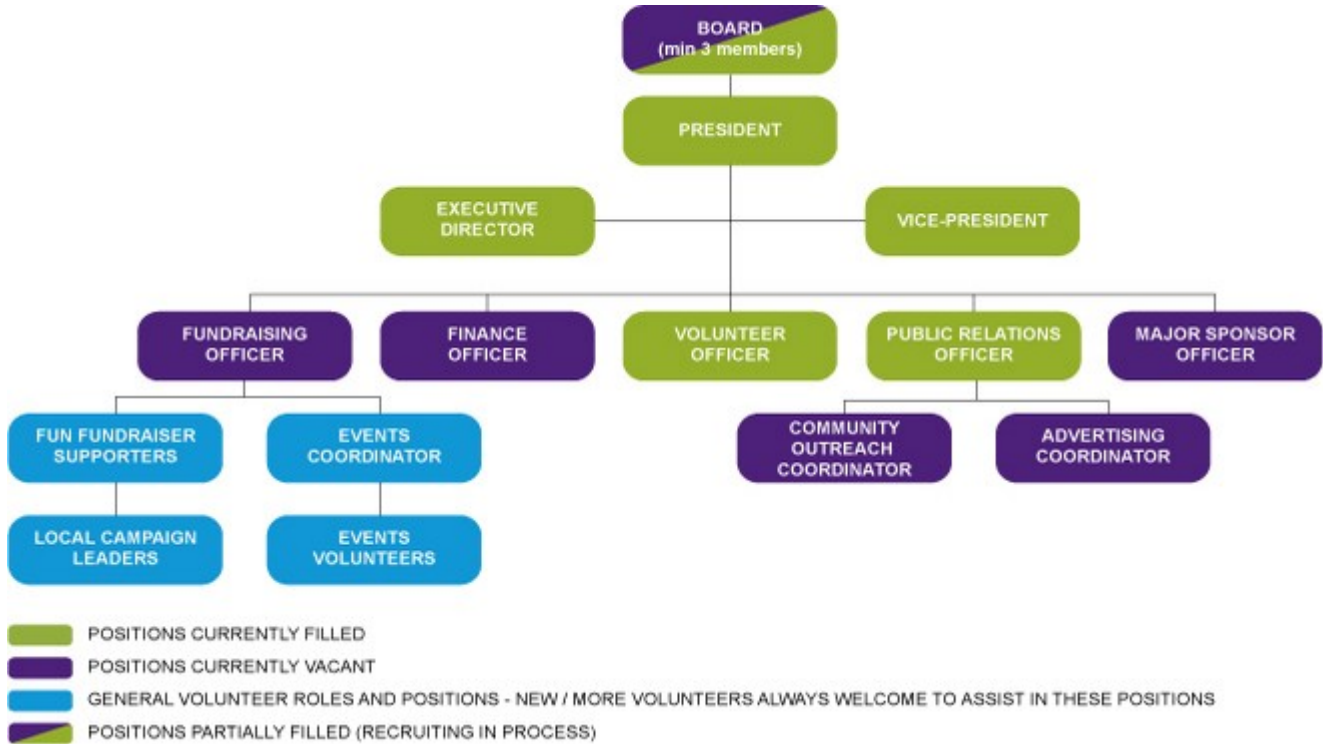 BOARD
(min 3 members)
PRESIDENT
EXECUTIVE
DIRECTOR
VICE-PRESIDENT
FUNDRAISING
OFFICER
FINANCE
OFFICER
VOLUNTEER
OFFICER
PUBLIC RELATIONS
OFFICER
MAJOR SPONSOR
OFFICER
FUN FUNDRAISER
SUPPORTERS
EVENTS
COORDINATOR
COMMUNITY
OUTREACH
COORDINATOR
ADVERTISING
COORDINATOR
LOCAL CAMPAIGN
LEADERS
EVENTS
VOLUNTEERS
POSITIONS CURRENTLY FILLED
POSITIONS CURRENTLY VACANT
GENERAL VOLUNTEER ROLES AND POSITIONS - NEW / MORE VOLUNTEERS ALWAYS WELCOME TO ASSIST IN THESE POSITIONS
POSITIONS PARTIALLY FILLED (RECRUITING IN PROCESS)